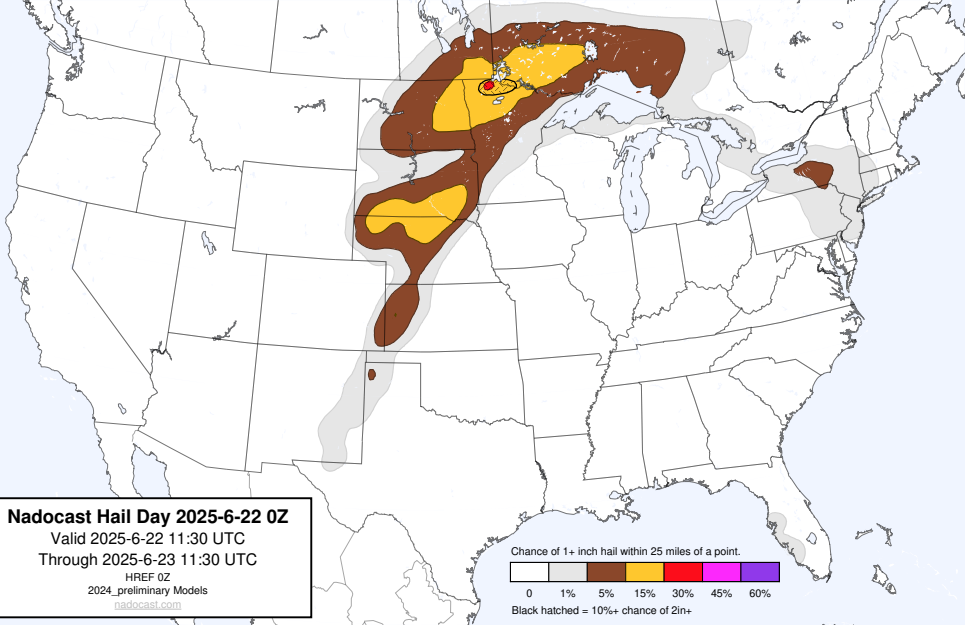 Nadocast Hail Day 2025-6-22 0Z
Valid 2025-6-22 11:30 UTC
Through 2025-6-23 11:30 UTC
HREF 0Z
2024_preliminary Models
nadocast.com
Chance of 1+ inch hail within 25 miles of a point.
0 1% 5% 15% 30% 45% 60%
Black hatched = 10%+ chance of 2in+